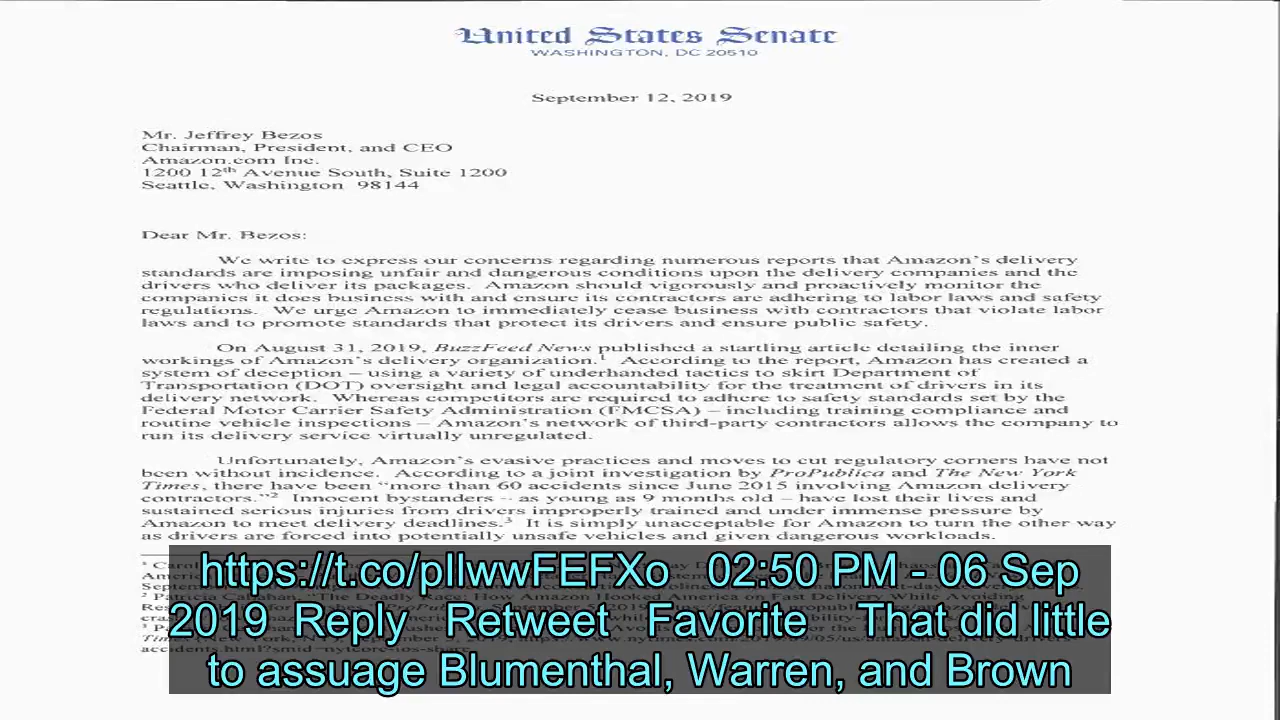 United States Senate
WASHINGTON, DC 20510
September 12, 2019
Mr. Jeffrey Bezos
Chairman, President, and CEO
Amazon.com Inc.
1200 12th Avenue South, Suite 1200
Seattle, Washington 98144
Dear Mr. Bezos:
We write to express our concerns regarding numerous reports that Amazon's delivery
standards are imposing unfair and dangerous conditions upon the delivery companies and the
drivers who deliver its packages. Amazon should vigorously and proactively monitor the
companies it does business with and ensure its contractors are adhering to labor laws and safety
regulations. We urge Amazon to immediately cease business with contractors that violate labor
laws and to promote standards that protect its drivers and ensure public safety.
On August 31, 2019, BuzzFeed News published a startling article detailing the inner
workings of Amazon's delivery organization.1 According to the report, Amazon has created a
system of deception – using a variety of underhanded tactics to skirt Department of
Transportation (DOT) oversight and legal accountability for the treatment of drivers in its
delivery network. Whereas competitors are required to adhere to safety standards set by the
Federal Motor Carrier Safety Administration (FMCSA) – including training compliance and
routine vehicle inspections – Amazon's network of third-party contractors allows the company to
run its delivery service virtually unregulated.
Unfortunately, Amazon's evasive practices and moves to cut regulatory corners have not
been without incidence. According to a joint investigation by ProPublica and The New York
Times, there have been "more than 60 accidents since June 2015 involving Amazon delivery
contractors."2 Innocent bystanders -- as young as 9 months old – have lost their lives and
sustained serious injuries from drivers improperly trained and under immense pressure by
Amazon to meet delivery deadlines.3 It is simply unacceptable for Amazon to turn the other way
as drivers are forced into potentially unsafe vehicles and given dangerous workloads.
https://t.co/pIIwwFEFXo 02:50 PM - 06 Sep
2019 Reply Retweet Favorite That did little
to assuage Blumenthal, Warren, and Brown